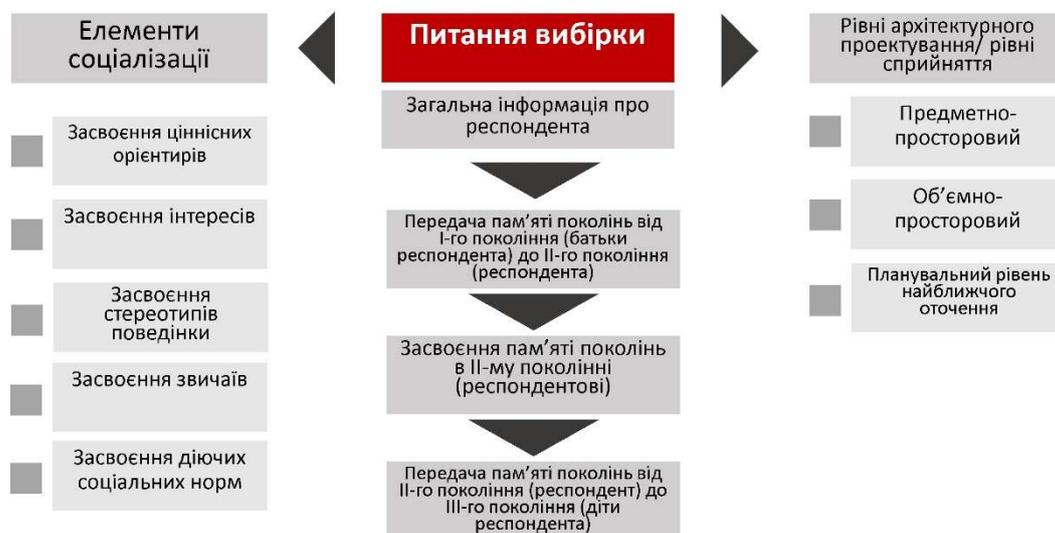 Елементи
соціалізації
Засвоєння ціннісних
орієнтирів
Засвоєння інтересів
Засвоєння
стереотипів
поведінки
Засвоєння звичаїв
Засвоєння діючих
соціальних норм
Питання вибірки
Загальна інформація про
респондента
Передача пам’яті поколінь від
І-го покоління (батьки
респондента) до ІІ-го покоління
(респондента)
Засвоєння пам’яті поколінь
в ІІ-му поколінні
(респондентові)
Передача пам’яті поколінь від
ІІ-го покоління (респондент) до
ІІІ-го покоління (діти
респондента)
Рівні архітектурного
проектування/ рівні
сприйняття
Предметно-
просторовий
Об’ємно-
просторовий
Планувальний рівень
найближчого
оточення